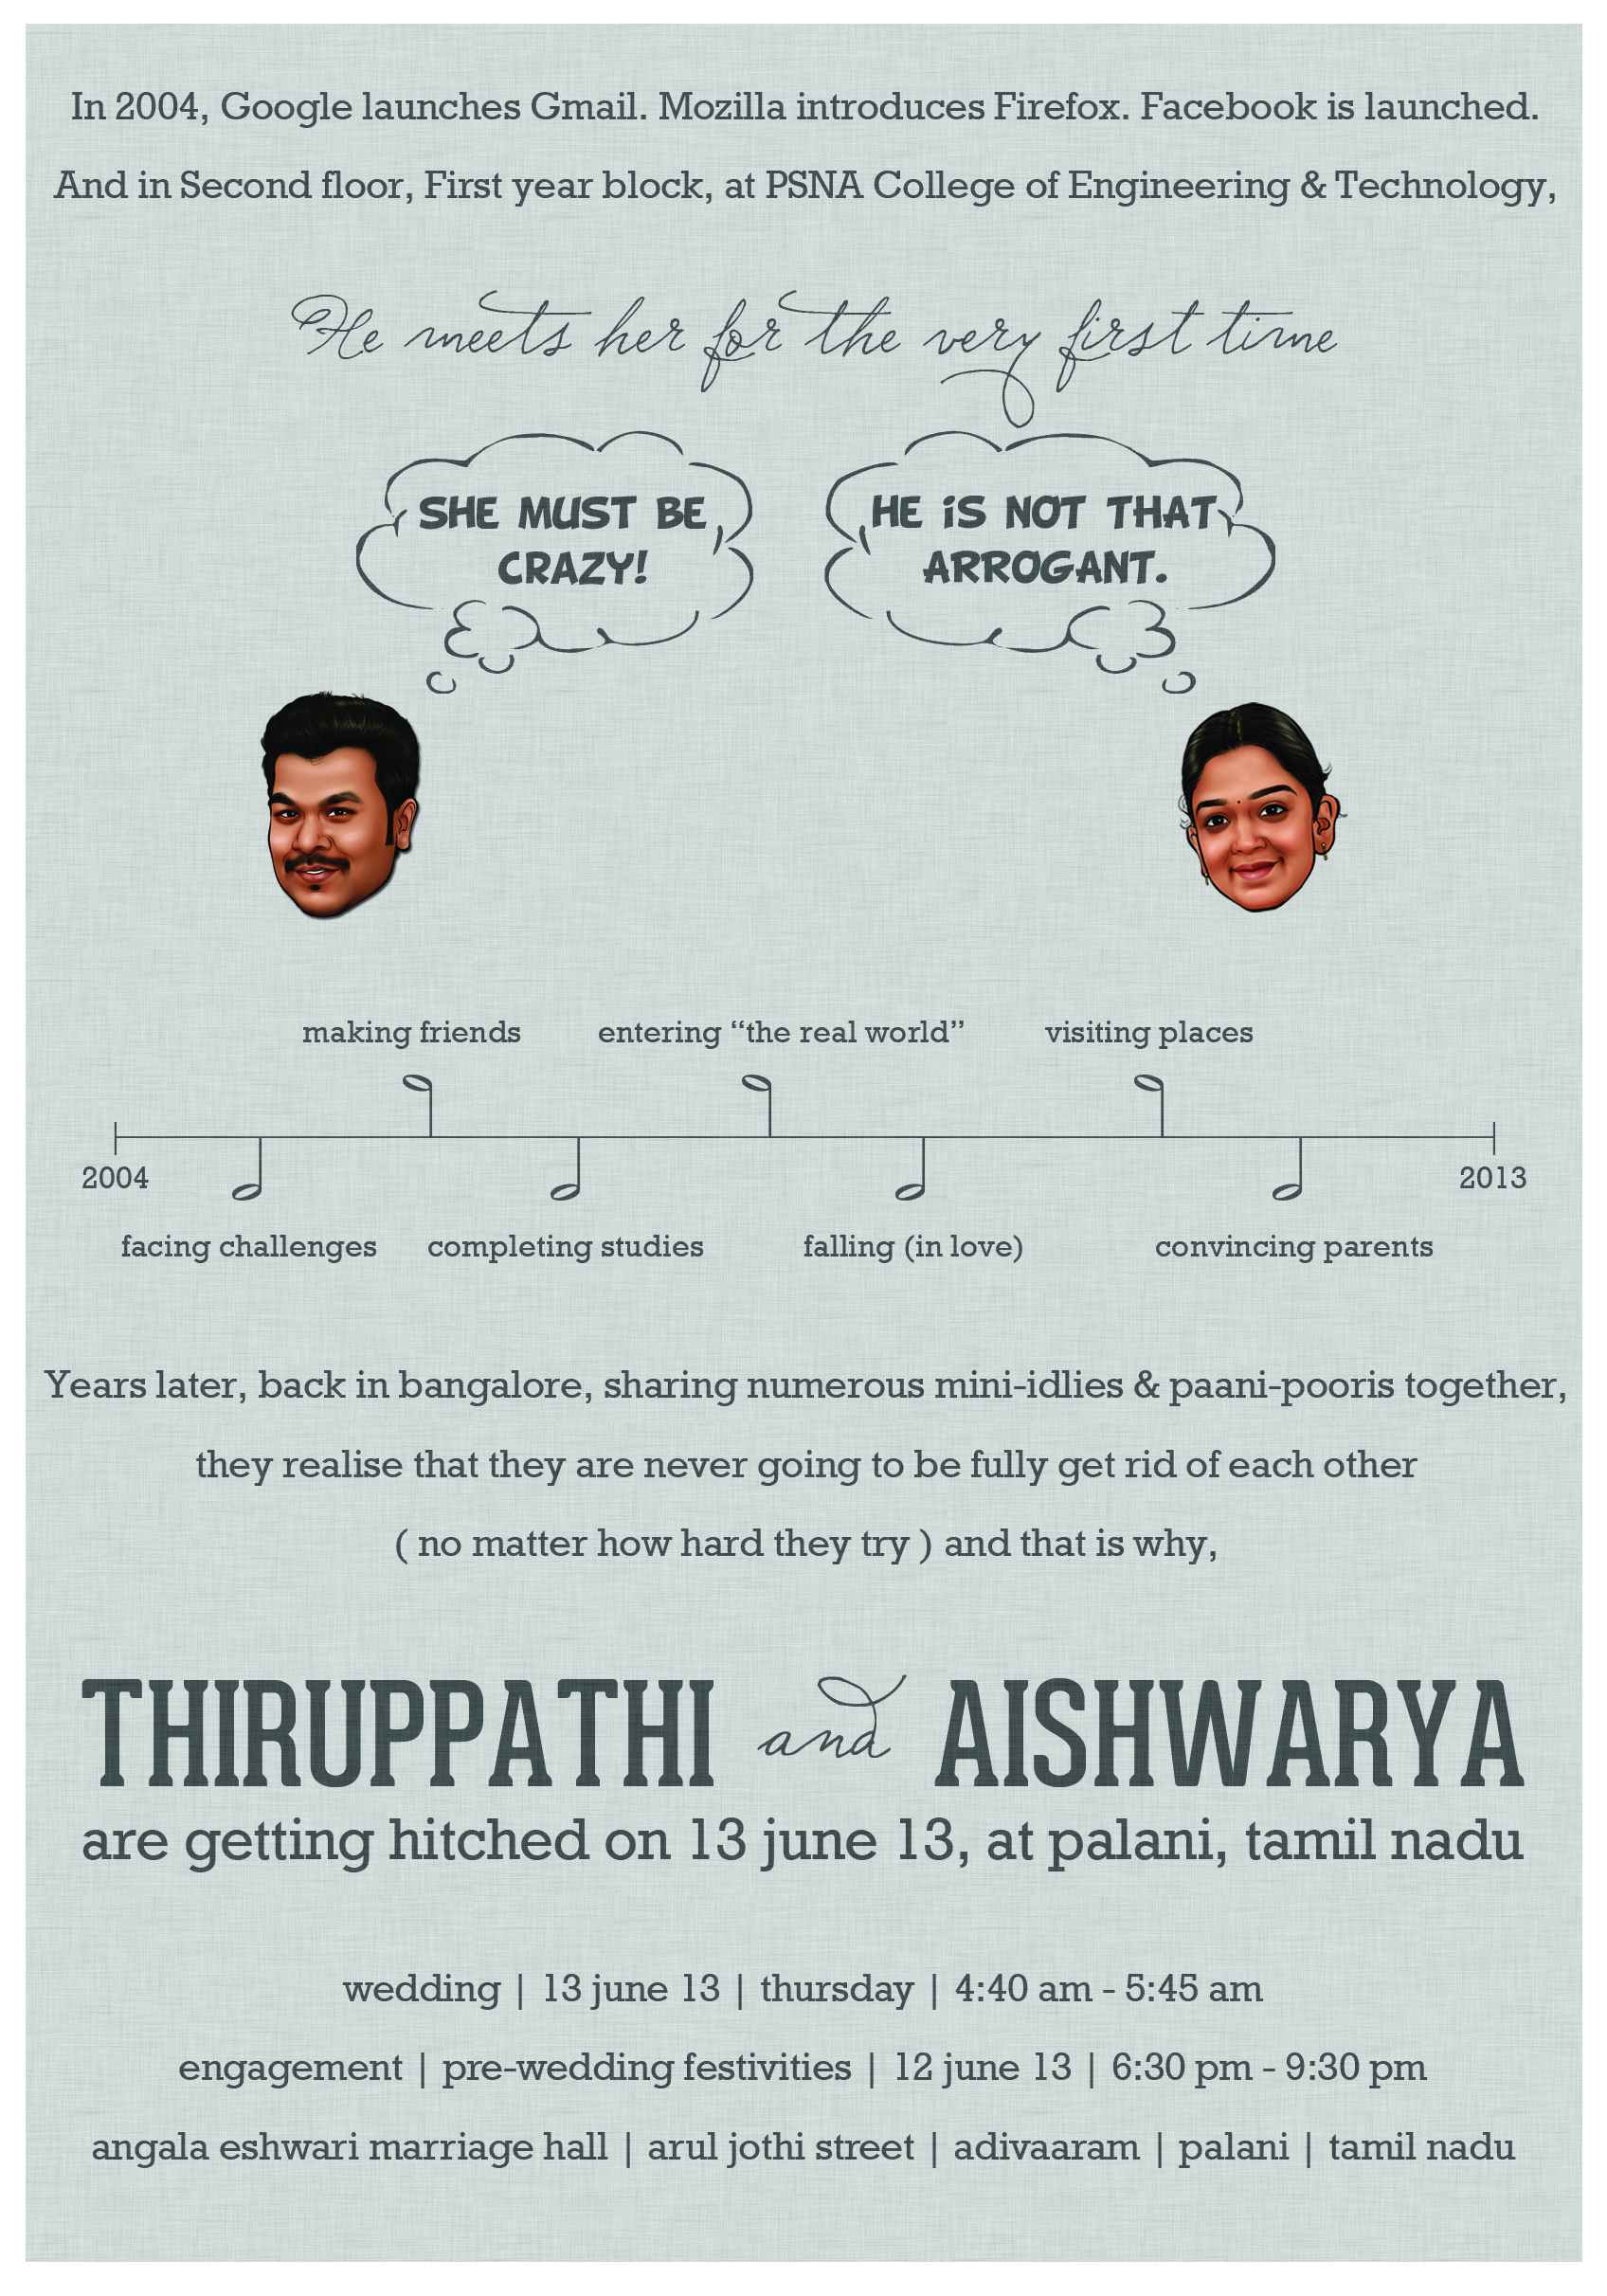 In 2004, Google launches Gmail. Mozilla introduces Firefox. Facebook is launched.
And in Second floor, First year block, at PSNA College of Engineering & Technology,
He meets her for the very first time
SHE MUST BE
CRAZY!
HE iS NOT THAT
ARROGANT.
making friends entering “the real world” visiting places
2004 2013
facing challenges completing studies falling (in love) convincing parents
Years later, back in bangalore, sharing numerous mini-idlies & paani-pooris together,
they realise that they are never going to be fully get rid of each other
( no matter how hard they try ) and that is why,
THIRUPPATHI and AISHWARYA
are getting hitched on 13 june 13, at palani, tamil nadu
wedding | 13 june 13 | thursday | 4:40 am - 5:45 am
engagement | pre-wedding festivities | 12 june 13 | 6:30 pm - 9:30 pm
angala eshwari marriage hall | arul jothi street | adivaaram | palani | tamil nadu